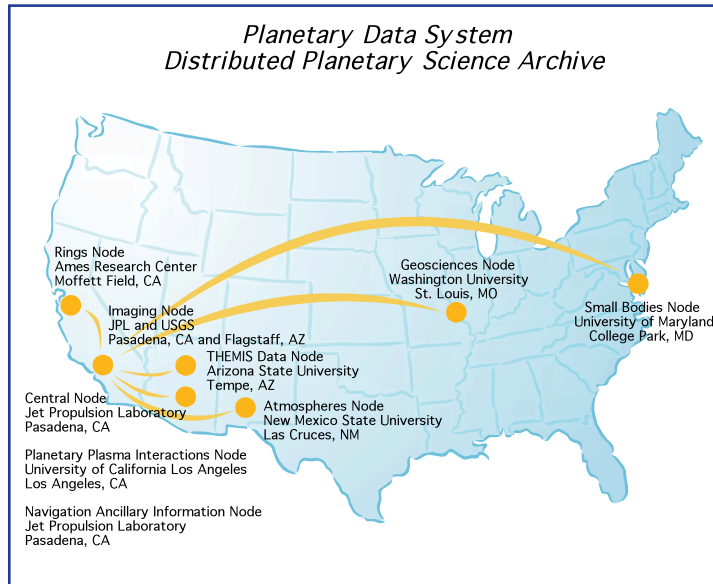 Planetary Data System
Distributed Planetary Science Archive
Rings Node
Ames Research Center
Moffett Field, CA
Imaging Node
JPL and USGS
Pasadena, CA and Flagstaff, AZ
Geosciences Node
Washington University
St. Louis, MO
Small Bodies Node
University of Maryland
College Park, MD
THEMIS Data Node
Arizona State University
Tempe, AZ
Central Node
Jet Propulsion Laboratory
Pasadena, CA
Atmospheres Node
New Mexico State University
Las Cruces, NM
Planetary Plasma Interactions Node
University of California Los Angeles
Los Angeles, CA
Navigation Ancillary Information Node
Jet Propulsion Laboratory
Pasadena, CA